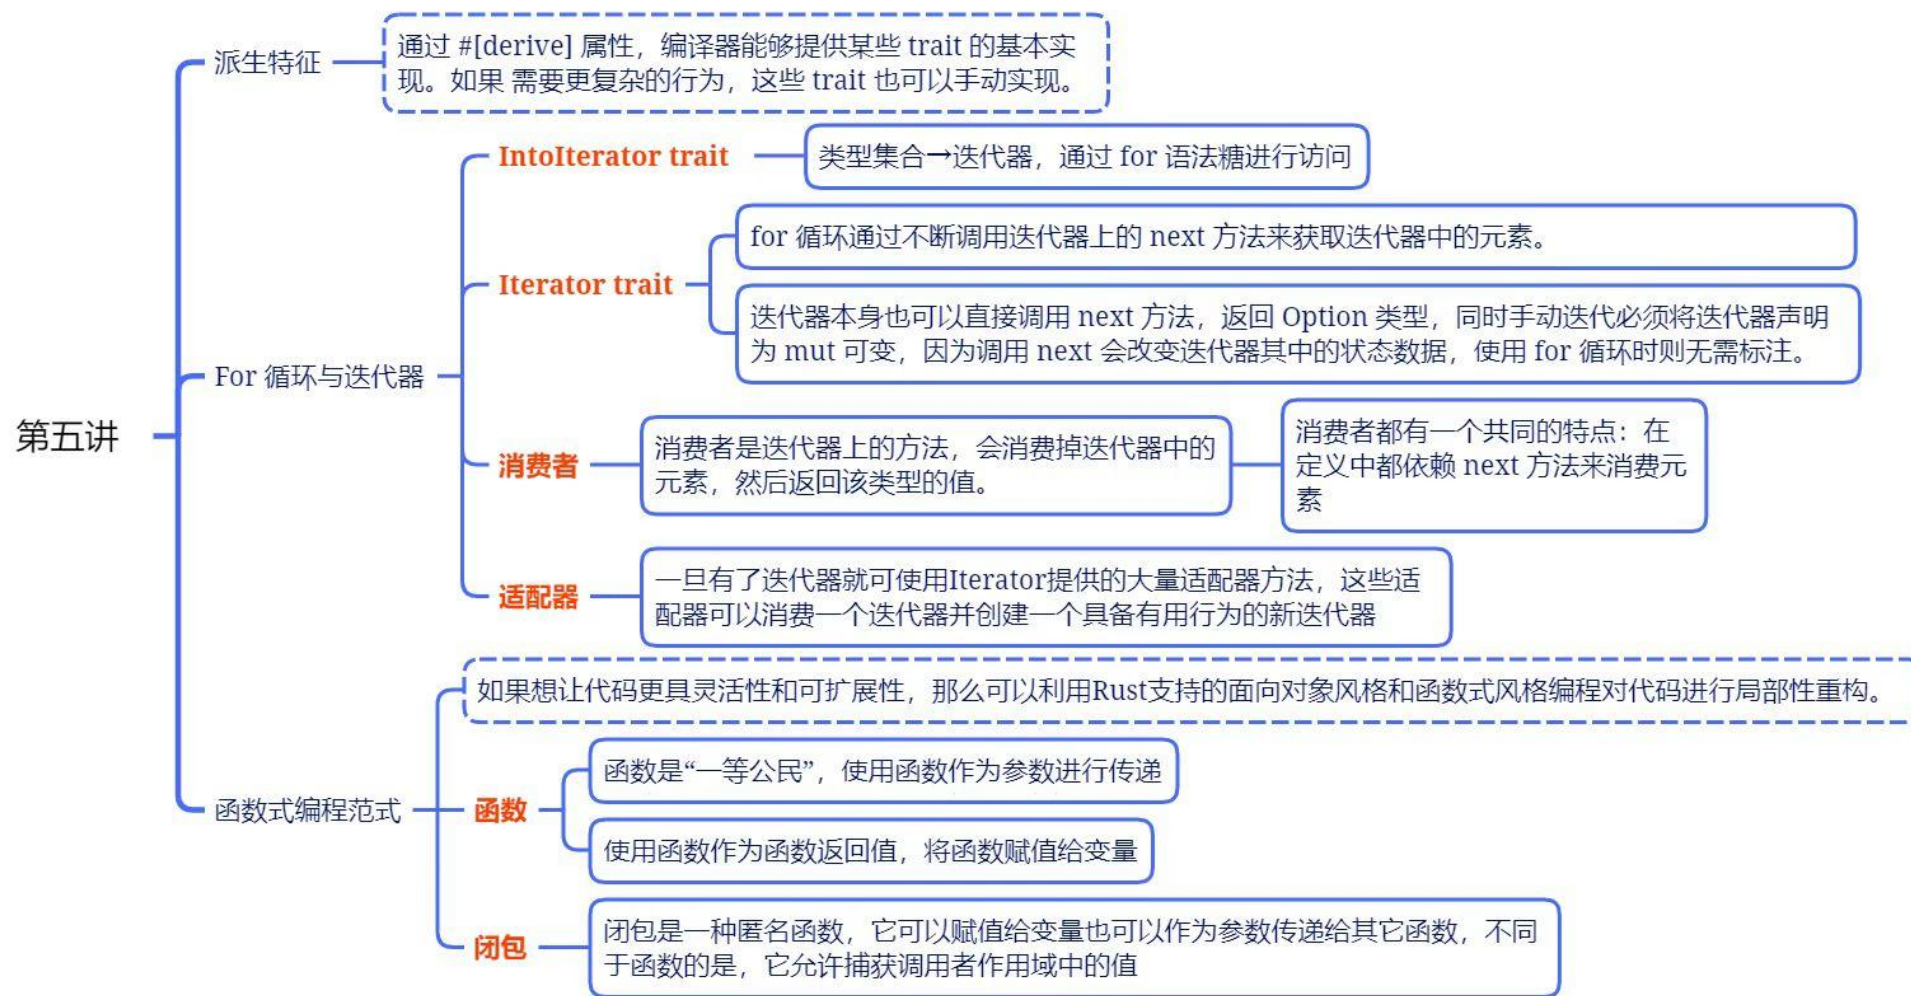 第五讲
派生特征
通过 #[derive] 属性，编译器能够提供某些 trait 的基本实
现。如果 需要更复杂的行为，这些 trait 也可以手动实现。
For 循环与迭代器
IntoIterator trait
类型集合→迭代器，通过 for 语法糖进行访问
Iterator trait
for 循环通过不断调用迭代器上的 next 方法来获取迭代器中的元素。
迭代器本身也可以直接调用 next 方法，返回 Option 类型，同时手动迭代必须将迭代器声明
为 mut 可变，因为调用 next 会改变迭代器其中的状态数据，使用 for 循环时则无需标注。
消费者
消费者是迭代器上的方法，会消费掉迭代器中的
元素，然后返回该类型的值。
消费者都有一个共同的特点：在
定义中都依赖 next 方法来消费元
素
适配器
一旦有了迭代器就可使用Iterator提供的大量适配器方法，这些适
配器可以消费一个迭代器并创建一个具备有用行为的新迭代器
函数式编程范式
如果想让代码更具灵活性和可扩展性，那么可以利用Rust支持的面向对象风格和函数式风格编程对代码进行局部性重构。
函数
函数是“一等公民”，使用函数作为参数进行传递
使用函数作为函数返回值，将函数赋值给变量
闭包
闭包是一种匿名函数，它可以赋值给变量也可以作为参数传递给其它函数，不同
于函数的是，它允许捕获调用者作用域中的值